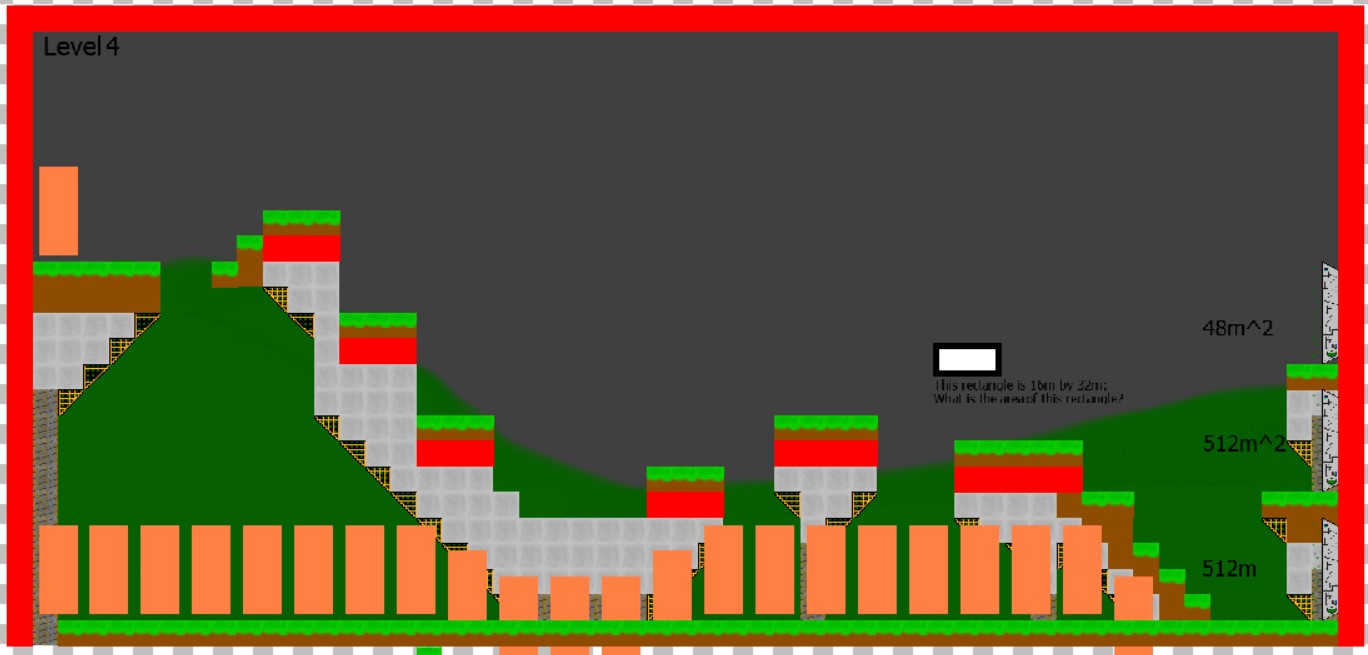 Level 4
48m^2
This rectangle is 16m by 32m;
What is the area of this rectangle?
512m^2
512m